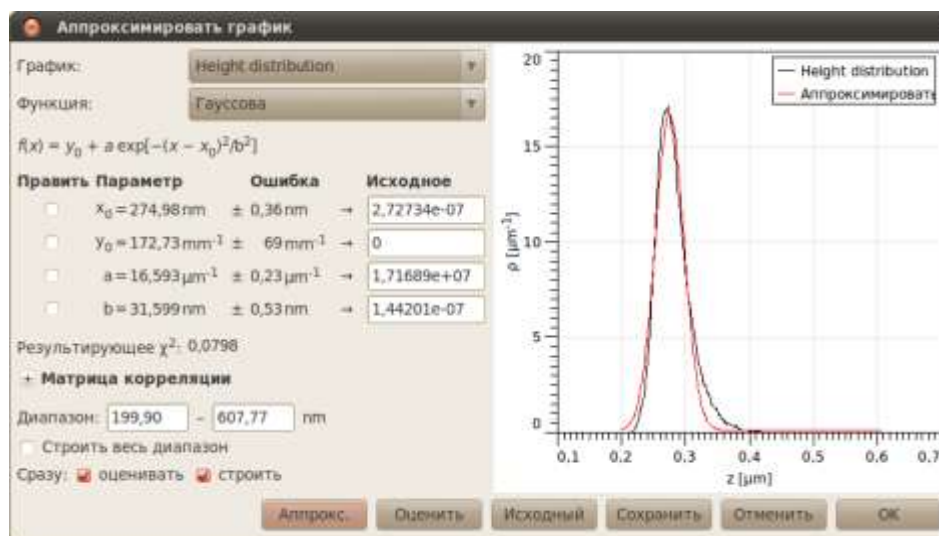 Аппроксимировать график
График: Height distribution
Функция: Гауссова
f(x) = y₀ + a exp[−(x − x₀)²/b²]
Править Параметр Ошибка Исходное
x₀ = 274,98 nm ± 0,36 nm → 2,72734e-07
y₀ = 172,73 mm⁻¹ ± 69 mm⁻¹ → 0
a = 16,593 µm⁻¹ ± 0,23 µm⁻¹ → 1,71689e+07
b = 31,599 nm ± 0,53 nm → 1,44201e-07
Результирующее χ²: 0,0798
+ Матрица корреляции
Диапазон: 199,90 – 607,77 nm
Строить весь диапазон
Сразу: оценивать строить
Аппрокс. Оценить Исходный Сохранить Отменить ОК
Height distribution
Аппроксимировать
20
15
10
5
0
ρ [µm⁻¹]
0.1 0.2 0.3 0.4 0.5 0.6 0.7
z [µm]